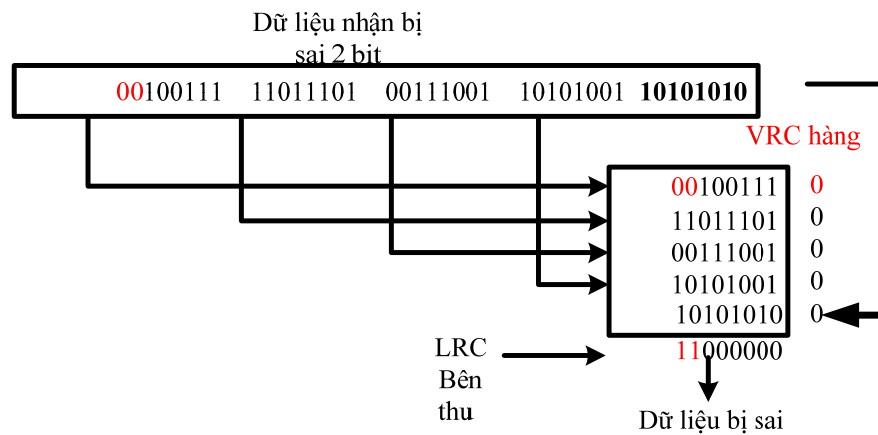 Dữ liệu nhận bị
sai 2 bit
00100111 11011101 00111001 10101001 10101010
VRC hàng
00100111 0
11011101 0
00111001 0
10101001 0
10101010 0
LRC 11000000
Bên
thu
Dữ liệu bị sai